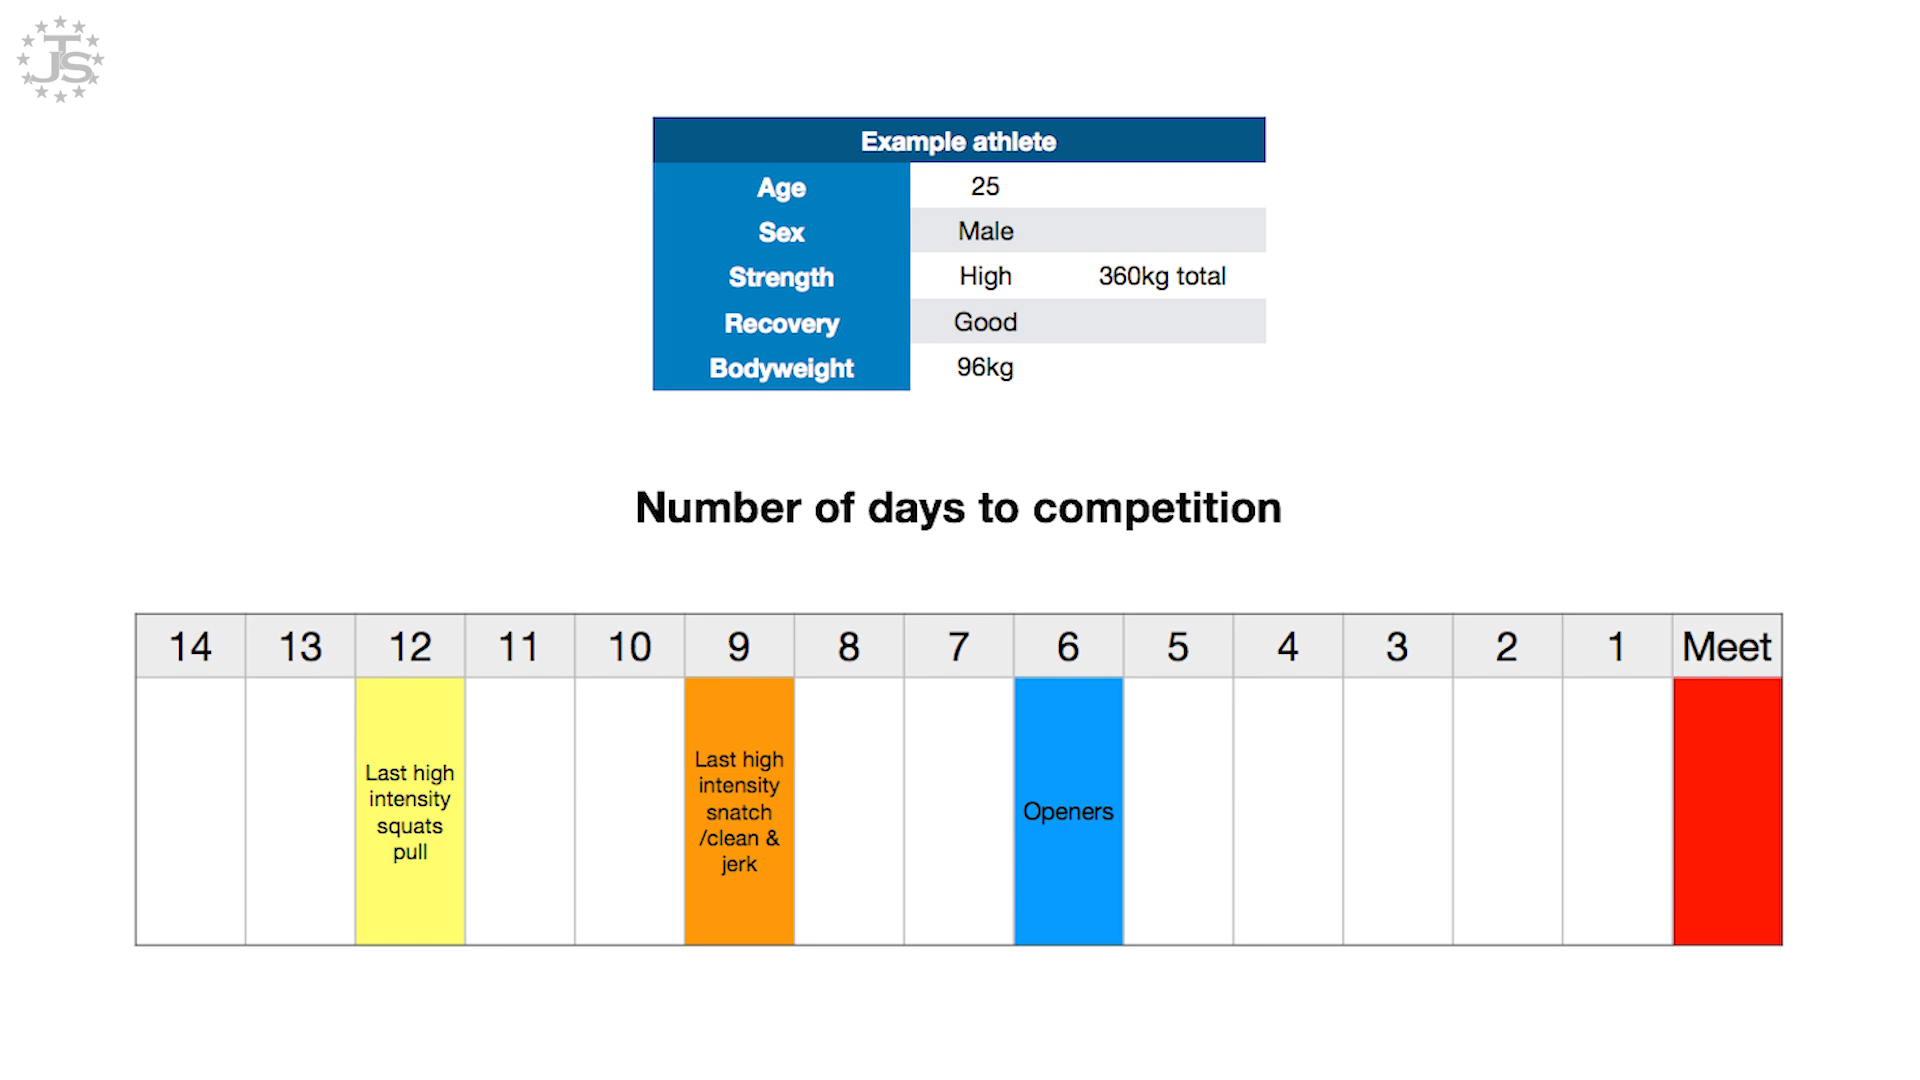 JTS
Example athlete
Age 25
Sex Male
Strength High 360kg total
Recovery Good
Bodyweight 96kg
Number of days to competition
14 13 12 11 10 9 8 7 6 5 4 3 2 1 Meet
Last high
intensity
squats
pull
Last high
intensity
snatch
/clean &
jerk
Openers